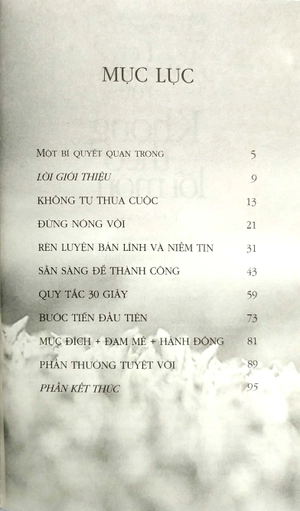 MỤC LỤC
MỘT BÍ QUYẾT QUAN TRỌNG 5
LỜI GIỚI THIỆU 9
KHÔNG TỰ THUA CUỘC 13
ĐỪNG NÓNG VỘI 21
RÈN LUYỆN BẢN LĨNH VÀ NIỀM TIN 31
SẴN SÀNG ĐỂ THÀNH CÔNG 43
QUY TẮC 30 GIÂY 59
BƯỚC TIẾN ĐẦU TIÊN 73
MỤC ĐÍCH + ĐAM MÊ + HÀNH ĐỘNG 81
PHẦN THƯỞNG TUYỆT VỜI 89
PHẦN KẾT THÚC 95